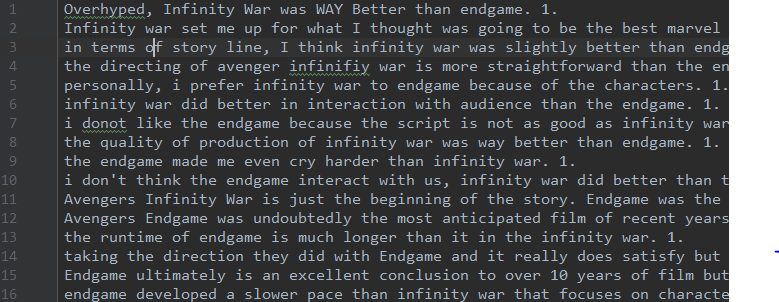 1 Overhyped, Infinity War was WAY Better than endgame. 1.
2 Infinity war set me up for what I thought was going to be the best marvel
3 in terms of story line, I think infinity war was slightly better than endg
4 the directing of avenger infinifiy war is more straightforward than the en
5 personally, i prefer infinity war to endgame because of the characters. 1.
6 infinity war did better in interaction with audience than the endgame. 1.
7 i donot like the endgame because the script is not as good as infinity war
8 the quality of production of infinity war was way better than endgame. 1.
9 the endgame made me even cry harder than infinity war. 1.
10 i don't think the endgame interact with us, infinity war did better than t
11 Avengers Infinity War is just the beginning of the story. Endgame was the
12 Avengers Endgame was undoubtedly the most anticipated film of recent years
13 the runtime of endgame is much longer than it in the infinity war. 1.
14 taking the direction they did with Endgame and it really does satisfy but
15 Endgame ultimately is an excellent conclusion to over 10 years of film but
16 endgame developed a slower pace than infinity war that focuses on characte